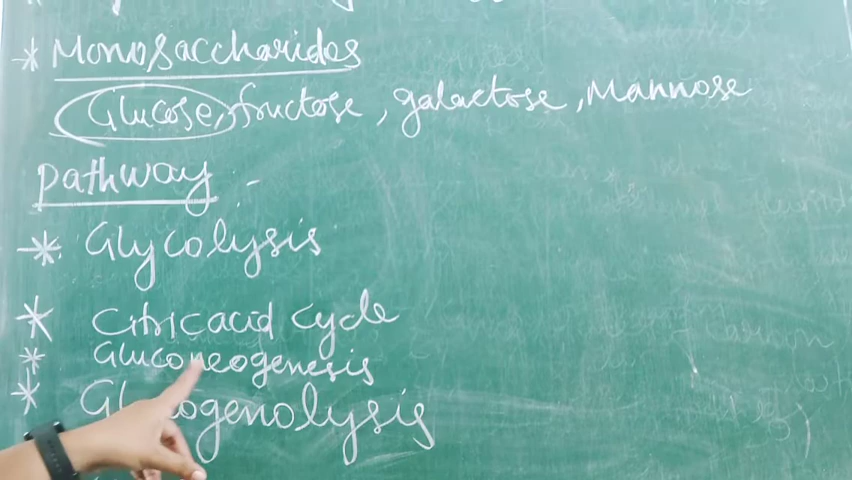 * Monosaccharides
Glucose, fructose, galactose, Mannose
Pathway :-
* Glycolysis
* Citric acid cycle
* Gluconeogenesis
* Glycogenolysis